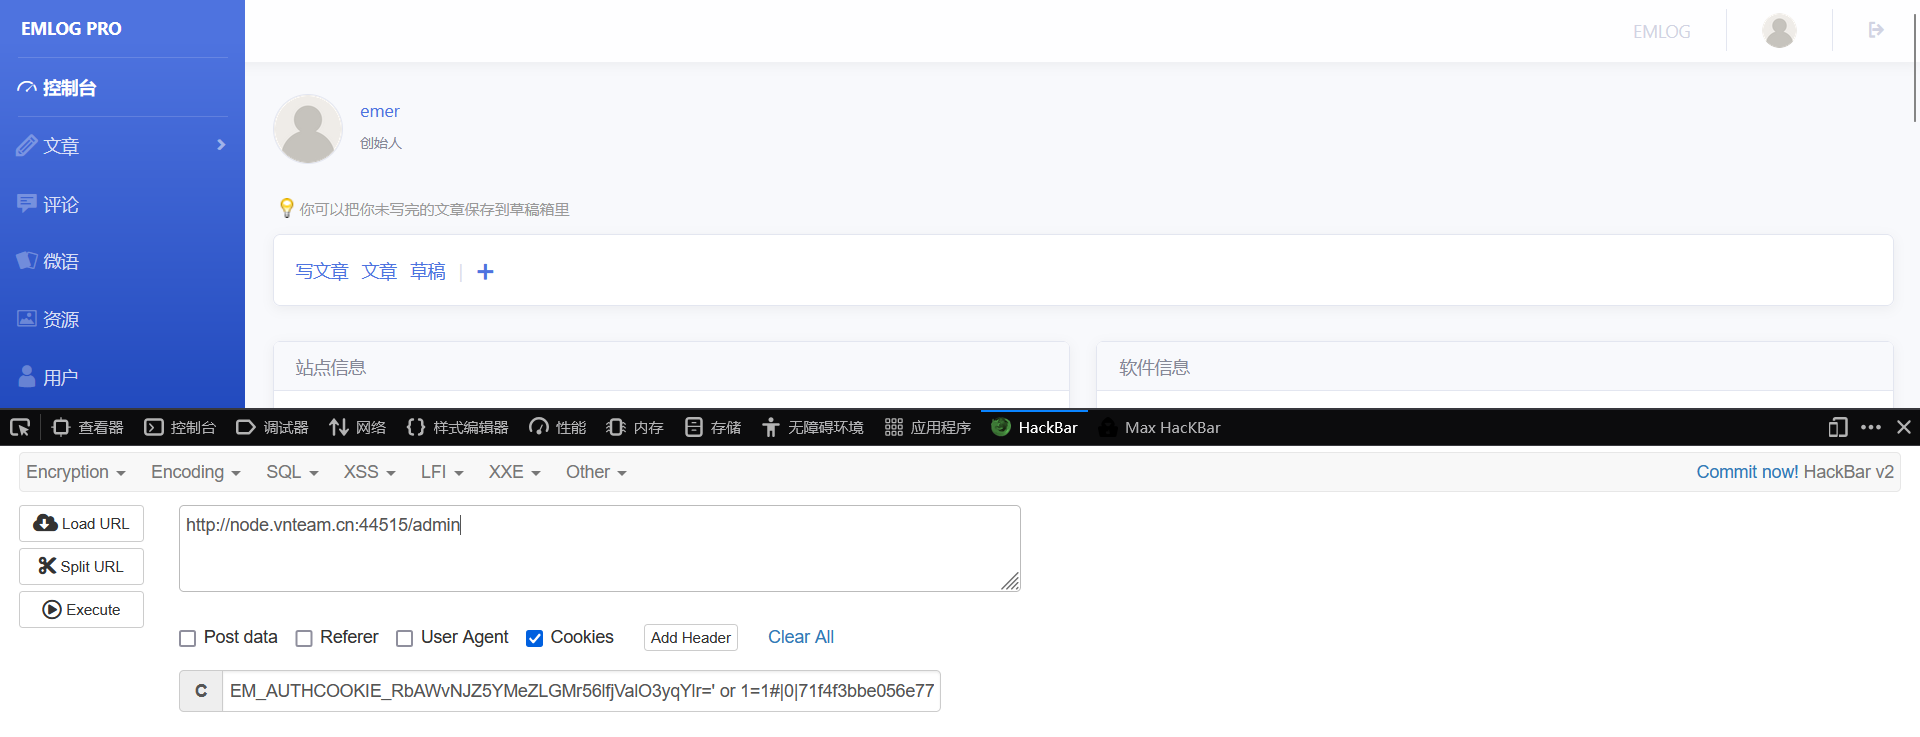 EMLOG PRO
EMLOG
控制台
文章
评论
微语
资源
用户
emer
创始人
你可以把你未写完的文章保存到草稿箱里
写文章 文章 草稿 | +
站点信息
软件信息
查看器 控制台 调试器 网络 样式编辑器 性能 内存 存储 无障碍环境 应用程序 HackBar Max HacKBar
Encryption Encoding SQL XSS LFI XXE Other Commit now! HackBar v2
Load URL
Split URL
Execute
http://node.vnteam.cn:44515/admin
Post data Referer User Agent Cookies Add Header Clear All
C EM_AUTHCOOKIE_RbAWvNJZ5YMeZLGMr56lfjValO3yqYlr=' or 1=1#|0|71f4f3bbe056e77